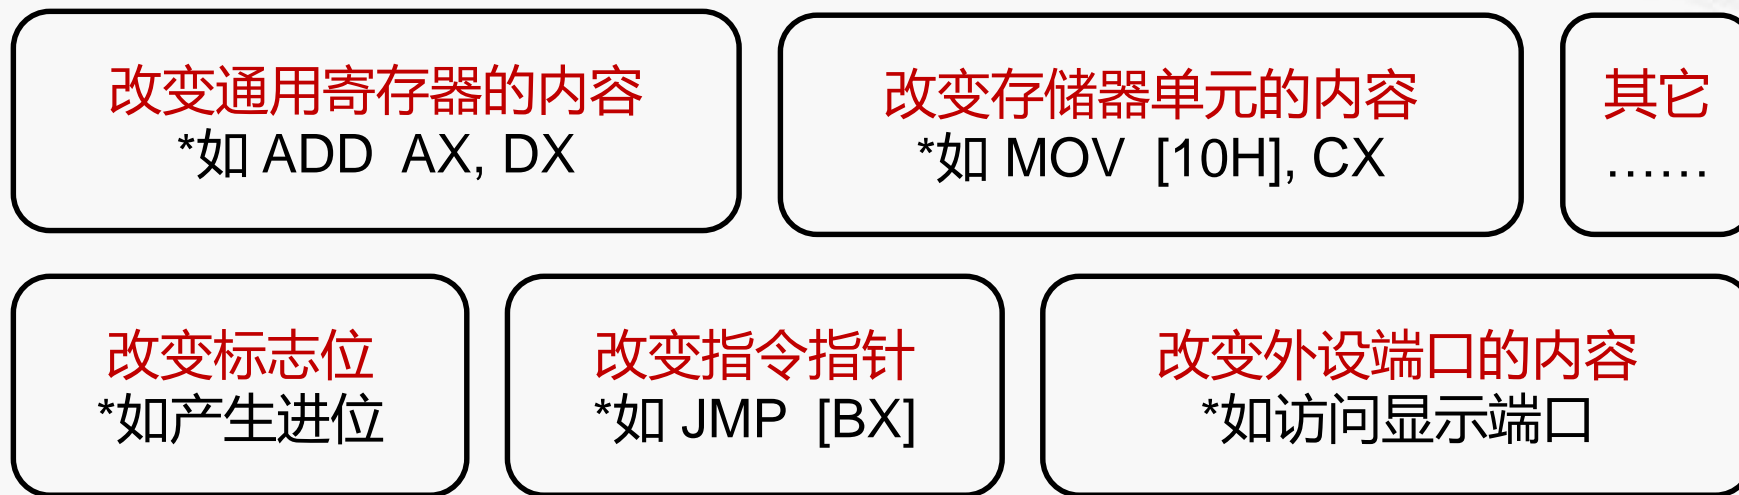 改变通用寄存器的内容
*如 ADD  AX, DX
改变存储器单元的内容
*如 MOV  [10H], CX
其它
……
改变标志位
*如产生进位
改变指令指针
*如 JMP  [BX]
改变外设端口的内容
*如访问显示端口